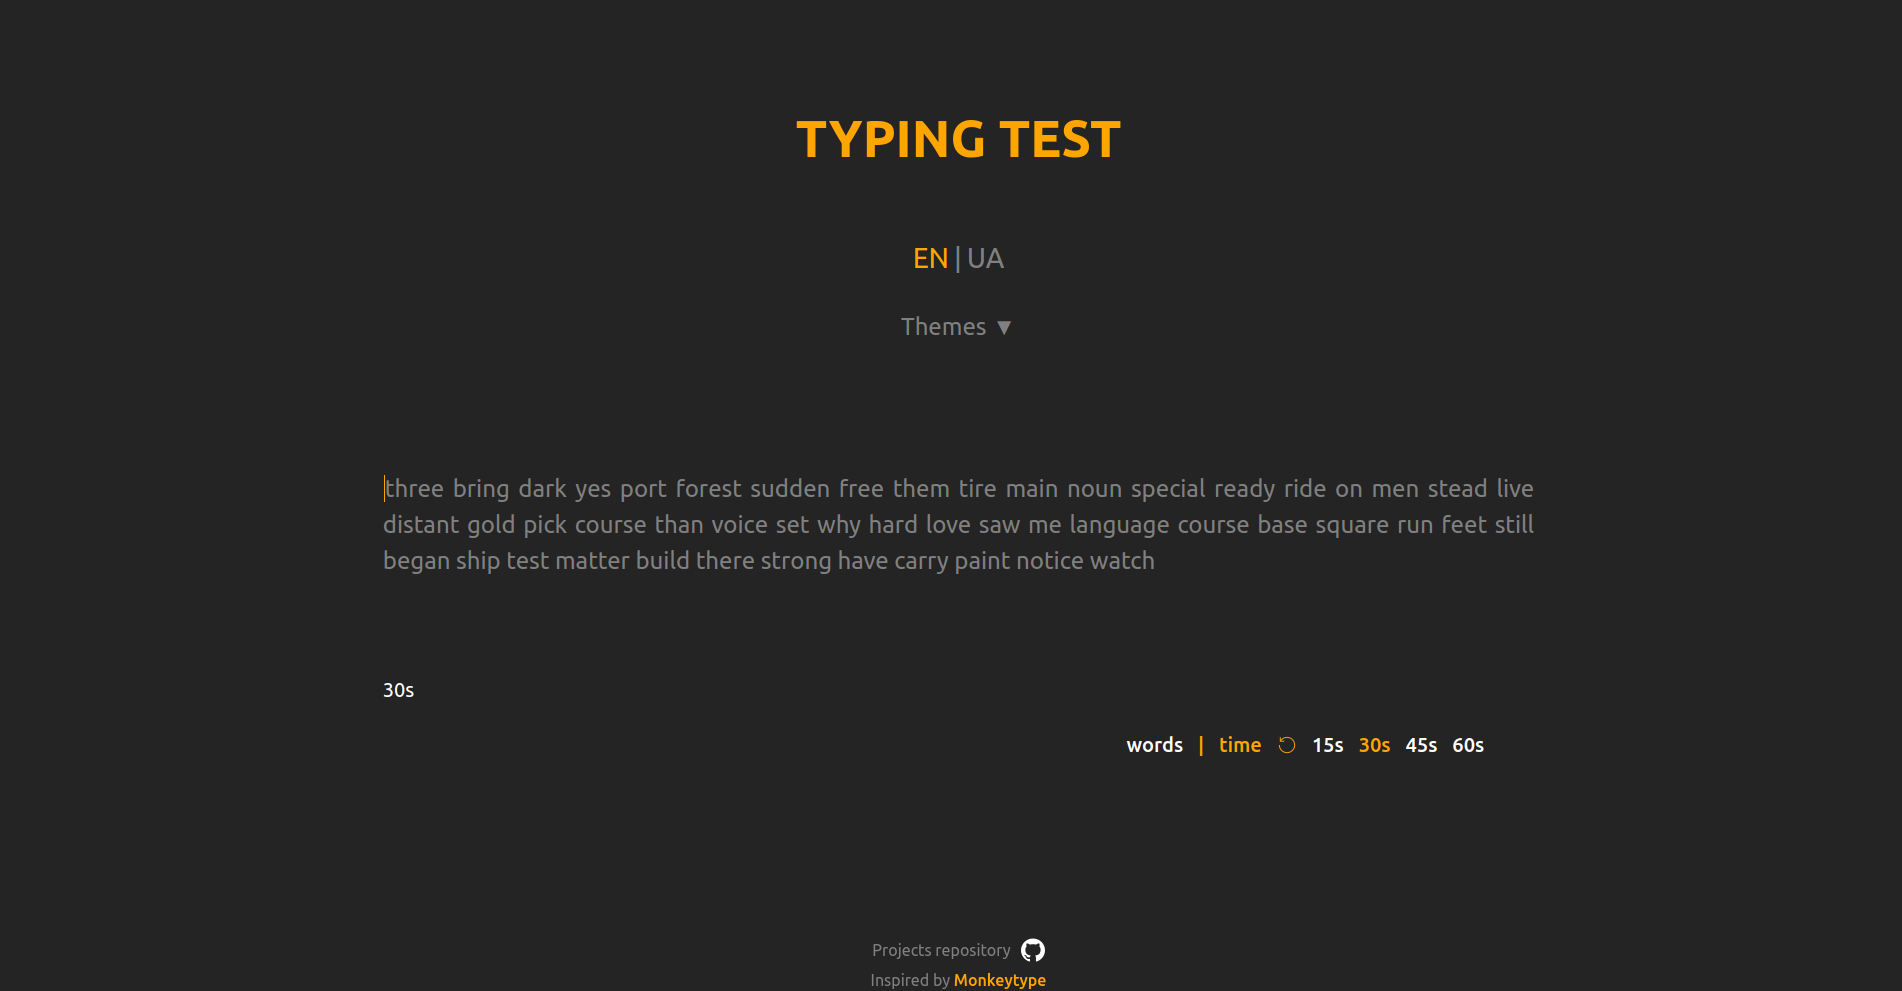 TYPING TEST
EN | UA
Themes ▼
three bring dark yes port forest sudden free them tire main noun special ready ride on men stead live
distant gold pick course than voice set why hard love saw me language course base square run feet still
began ship test matter build there strong have carry paint notice watch
30s
words | time 15s 30s 45s 60s
Projects repository
Inspired by Monkeytype